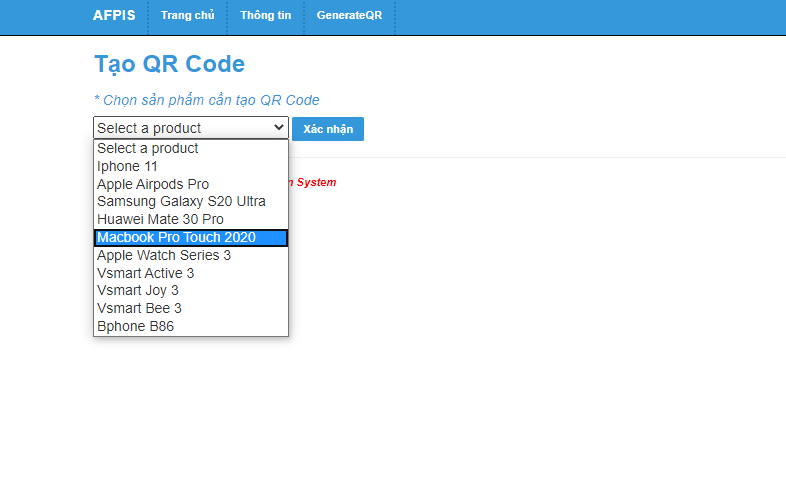 AFPIS Trang chủ Thông tin GenerateQR
Tạo QR Code
* Chọn sản phẩm cần tạo QR Code
Select a product Xác nhận
Select a product
Iphone 11
Apple Airpods Pro
System
Samsung Galaxy S20 Ultra
Huawei Mate 30 Pro
Macbook Pro Touch 2020
Apple Watch Series 3
Vsmart Active 3
Vsmart Joy 3
Vsmart Bee 3
Bphone B86